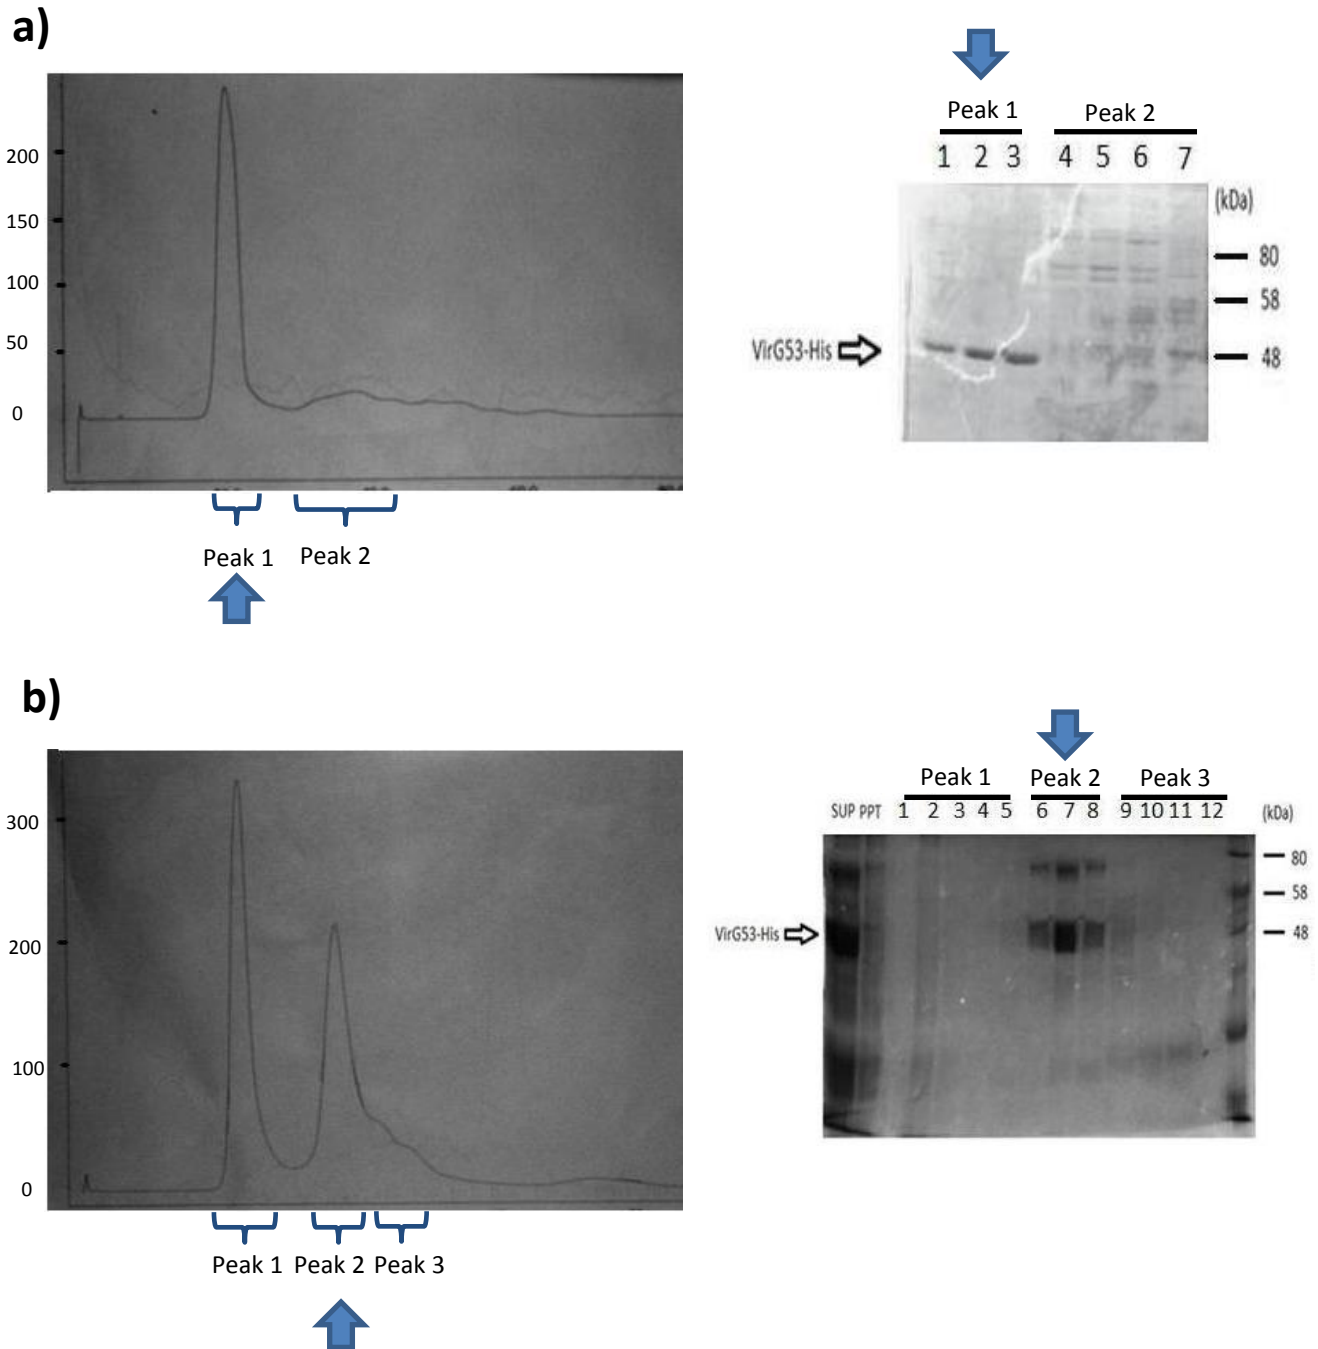 a)
200
150
100
50
0
Peak 1
Peak 2
Peak 1
Peak 2
1 2 3 4 5 6 7
(kDa)
80
58
48
VirG53-His
b)
300
200
100
0
Peak 1 Peak 2 Peak 3
Peak 1 Peak 2 Peak 3
SUP PPT 1 2 3 4 5 6 7 8 9 10 11 12 (kDa)
80
58
48
VirG53-His